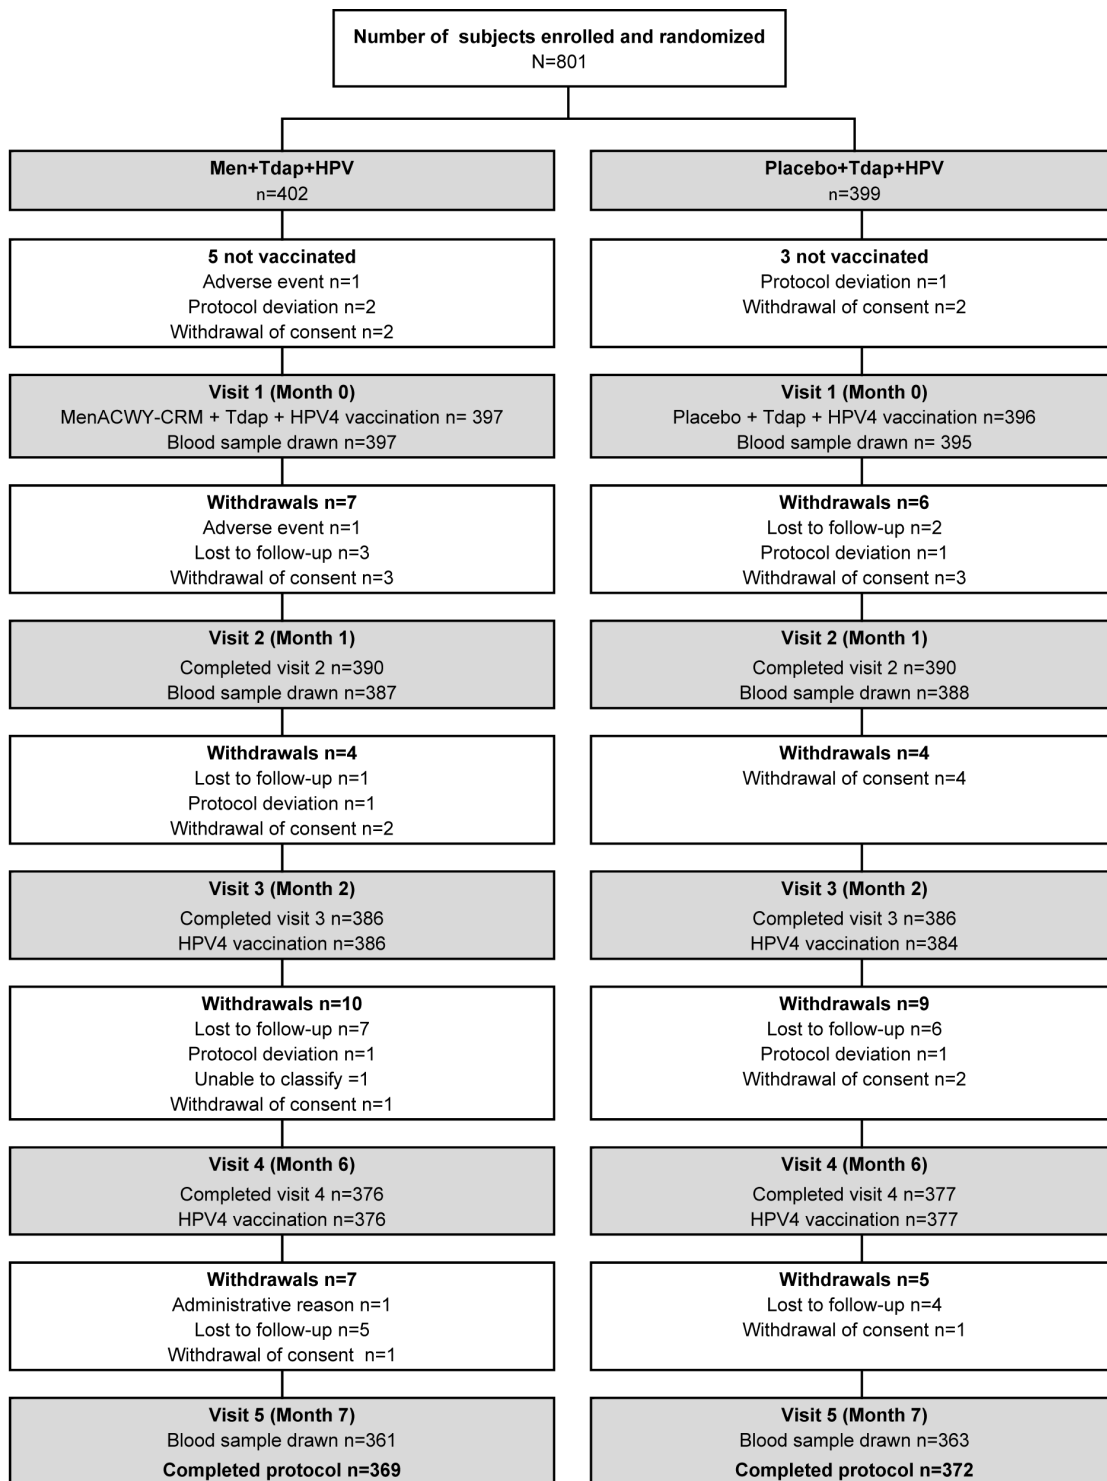 Number of subjects enrolled and randomized
N=801
Men+Tdap+HPV
n=402
5 not vaccinated
Adverse event n=1
Protocol deviation n=2
Withdrawal of consent n=2
Visit 1 (Month 0)
MenACWY-CRM + Tdap + HPV4 vaccination n= 397
Blood sample drawn n=397
Withdrawals n=7
Adverse event n=1
Lost to follow-up n=3
Withdrawal of consent n=3
Visit 2 (Month 1)
Completed visit 2 n=390
Blood sample drawn n=387
Withdrawals n=4
Lost to follow-up n=1
Protocol deviation n=1
Withdrawal of consent n=2
Visit 3 (Month 2)
Completed visit 3 n=386
HPV4 vaccination n=386
Withdrawals n=10
Lost to follow-up n=7
Protocol deviation n=1
Unable to classify =1
Withdrawal of consent n=1
Visit 4 (Month 6)
Completed visit 4 n=376
HPV4 vaccination n=376
Withdrawals n=7
Administrative reason n=1
Lost to follow-up n=5
Withdrawal of consent n=1
Visit 5 (Month 7)
Blood sample drawn n=361
Completed protocol n=369
Placebo+Tdap+HPV
n=399
3 not vaccinated
Protocol deviation n=1
Withdrawal of consent n=2
Visit 1 (Month 0)
Placebo + Tdap + HPV4 vaccination n=396
Blood sample drawn n= 395
Withdrawals n=6
Lost to follow-up n=2
Protocol deviation n=1
Withdrawal of consent n=3
Visit 2 (Month 1)
Completed visit 2 n=390
Blood sample drawn n=388
Withdrawals n=4
Withdrawal of consent n=4
Visit 3 (Month 2)
Completed visit 3 n=386
HPV4 vaccination n=384
Withdrawals n=9
Lost to follow-up n=6
Protocol deviation n=1
Withdrawal of consent n=2
Visit 4 (Month 6)
Completed visit 4 n=377
HPV4 vaccination n=377
Withdrawals n=5
Lost to follow-up n=4
Withdrawal of consent n=1
Visit 5 (Month 7)
Blood sample drawn n=363
Completed protocol n=372